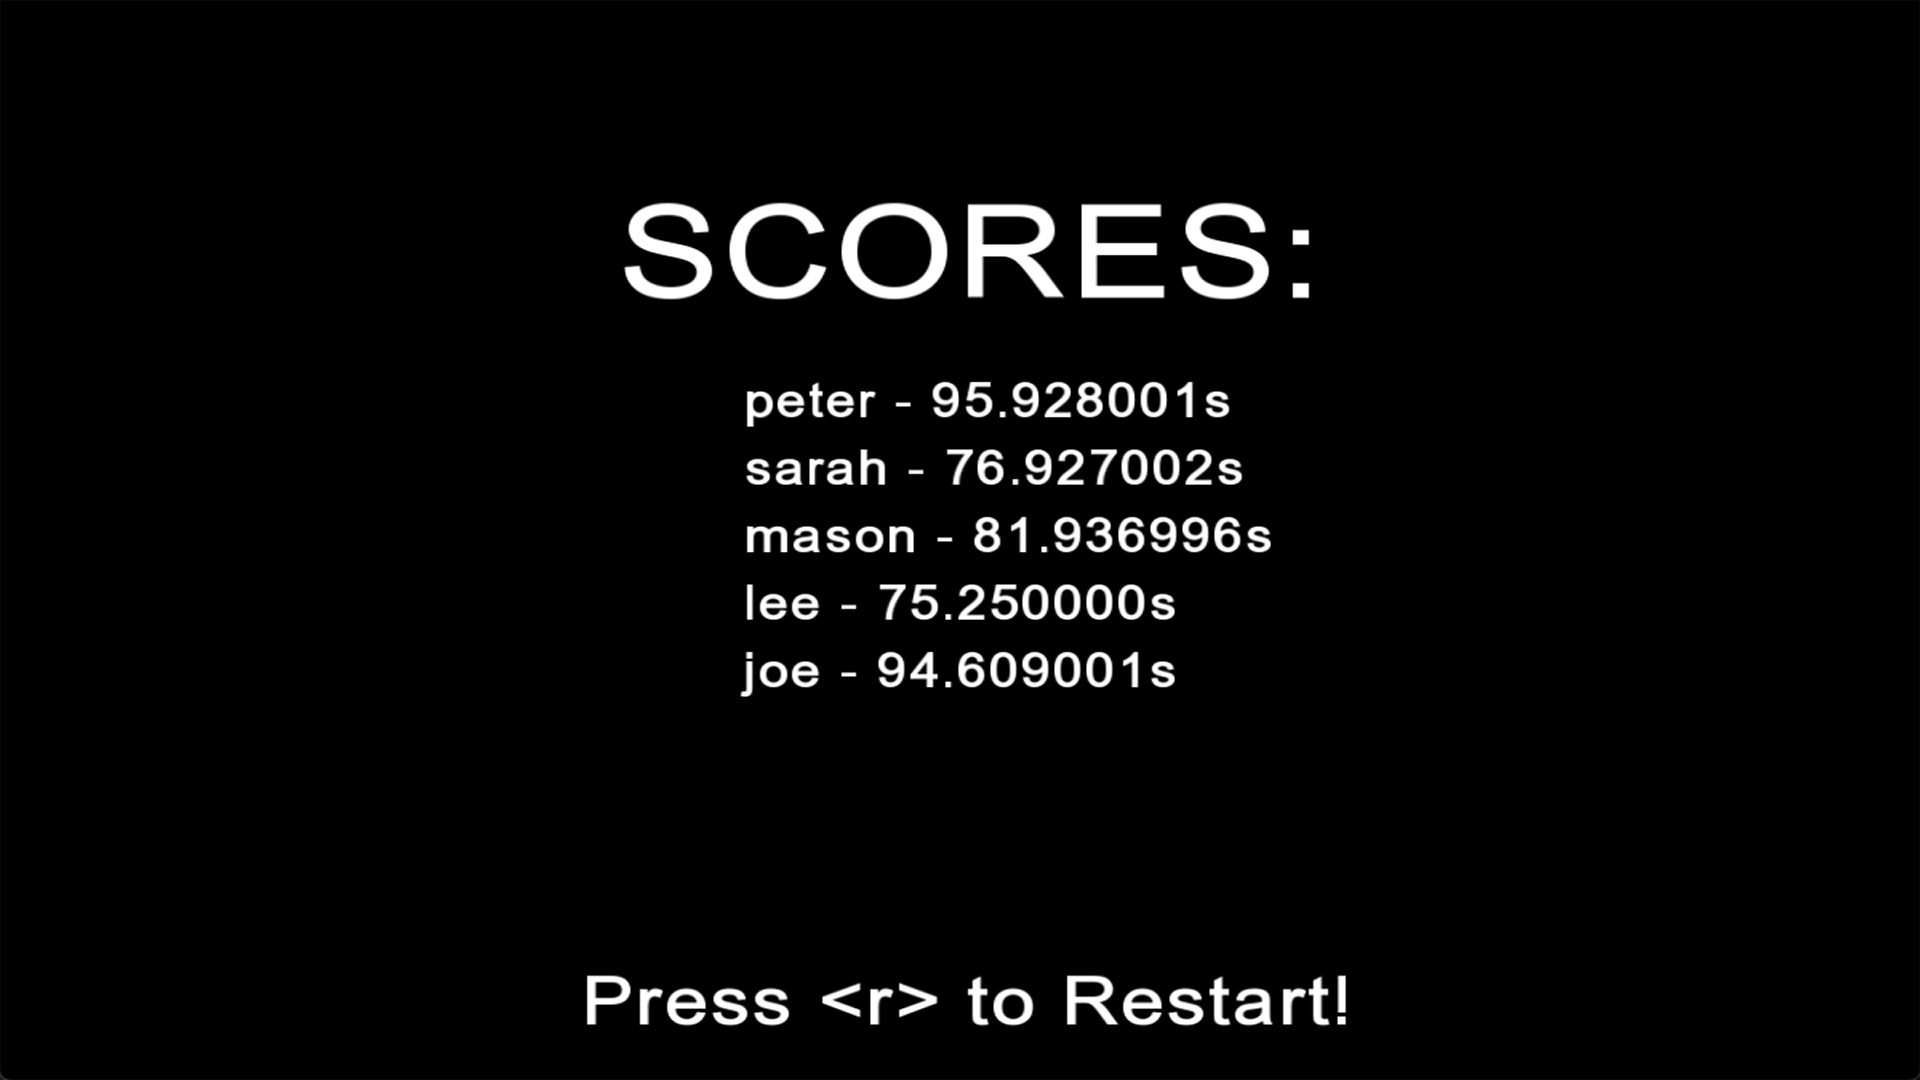 SCORES:
peter - 95.928001s
sarah - 76.927002s
mason - 81.936996s
lee - 75.250000s
joe - 94.609001s
Press <r> to Restart!